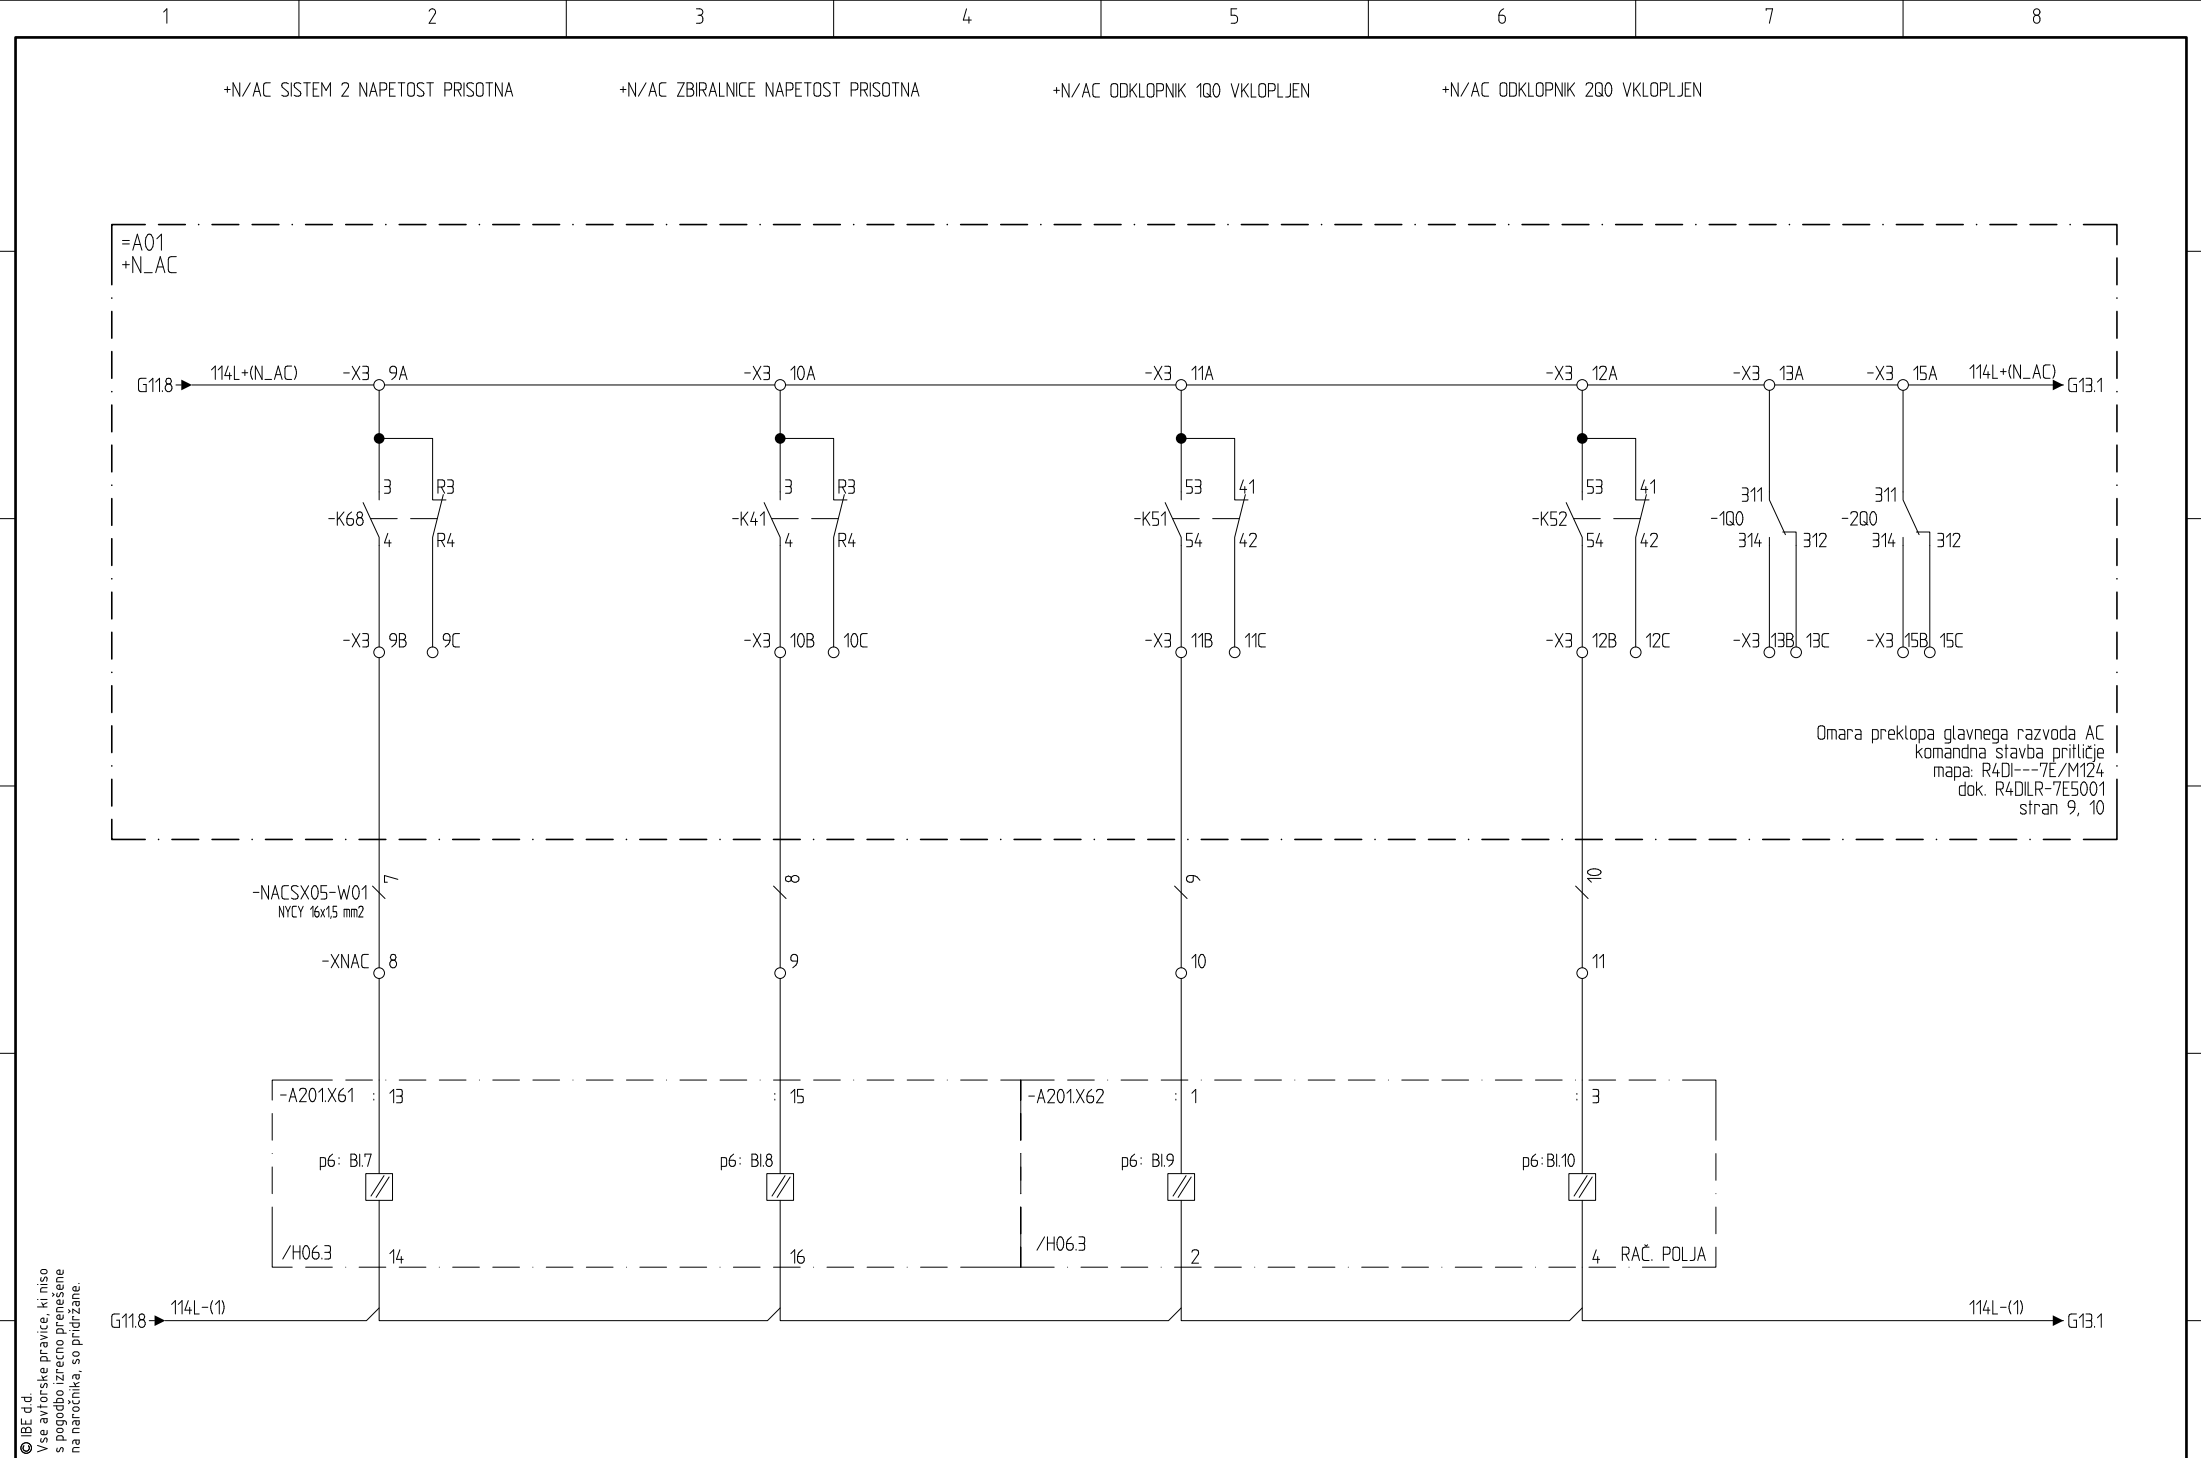 1 2 3 4 5 6 7 8
+N/AC SISTEM 2 NAPETOST PRISOTNA
+N/AC ZBIRALNICE NAPETOST PRISOTNA
+N/AC ODKLOPNIK 1Q0 VKLOPLJEN
+N/AC ODKLOPNIK 2Q0 VKLOPLJEN
=A01
+N_AC
G11.8 114L+(N_AC) -X3 9A -X3 10A -X3 11A -X3 12A -X3 13A -X3 15A 114L+(N_AC) G13.1
3 R3 3 R3 53 41 53 41 311 311
-K68 -K41 -K51 -K52 -1Q0 -2Q0
4 R4 4 R4 54 42 54 42 314 312 314 312
-X3 9B 9C -X3 10B 10C -X3 11B 11C -X3 12B 12C -X3 13B 13C -X3 15B 15C
Omara preklopa glavnega razvoda AC
komandna stavba pritličje
mapa: R4DI---7E/M124
dok. R4DILR-7E5001
stran 9, 10
7 8 9 10
-NACSX05-W01
NYCY 16x1,5 mm2
-XNAC 8 9 10 11
-A201.X61 : 13 : 15 -A201.X62 : 1 : 3
p6: BI.7 p6: BI.8 p6: BI.9 p6:BI.10
/H06.3 14 16 /H06.3 2 4 RAČ. POLJA
G11.8 114L-(1) 114L-(1) G13.1
© IBE d.d.
Vse avtorske pravice, ki niso
s pogodbo izrecno prenešene
na naročnika, so pridržane.